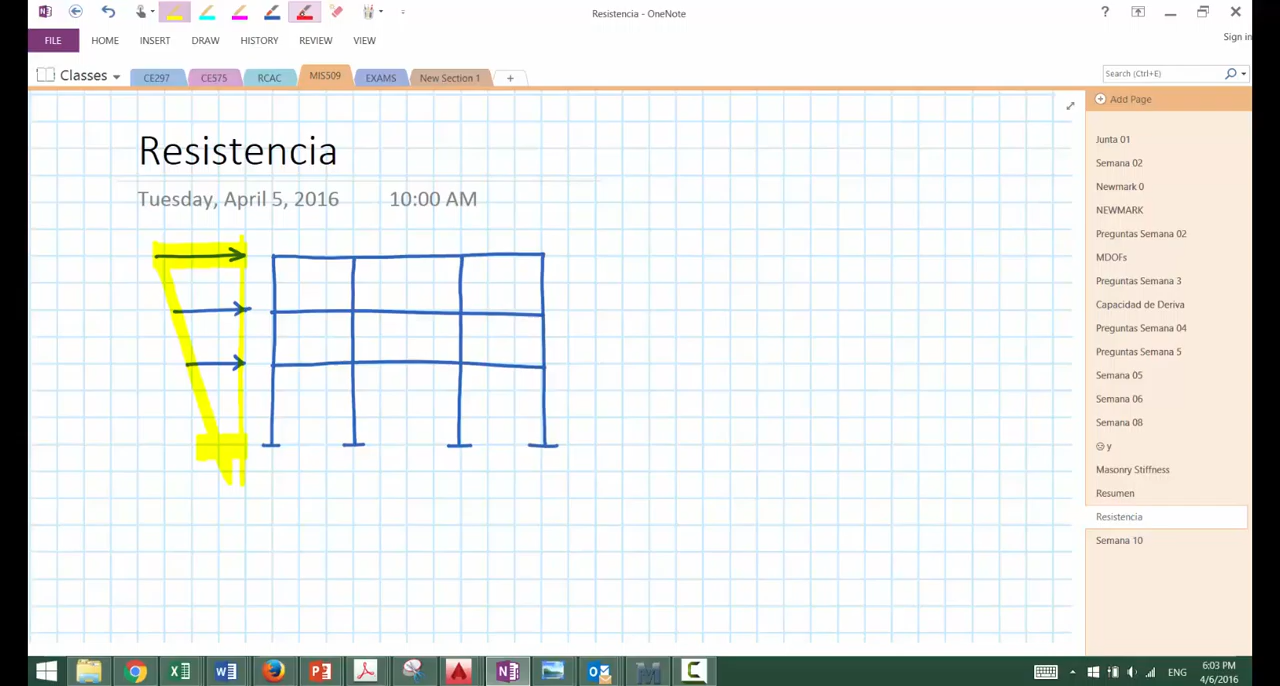 Resistencia - OneNote
?
Sign in
FILE HOME INSERT DRAW HISTORY REVIEW VIEW
Classes CE297 CE575 RCAC MIS509 EXAMS New Section 1 +
Search (Ctrl+E)
Add Page
Resistencia
Tuesday, April 5, 2016 10:00 AM
Junta 01
Semana 02
Newmark 0
NEWMARK
Preguntas Semana 02
MDOFs
Preguntas Semana 3
Capacidad de Deriva
Preguntas Semana 04
Preguntas Semana 5
Semana 05
Semana 06
Semana 08
☺ y
Masonry Stiffness
Resumen
Resistencia
Semana 10
ENG
6:03 PM
4/6/2016